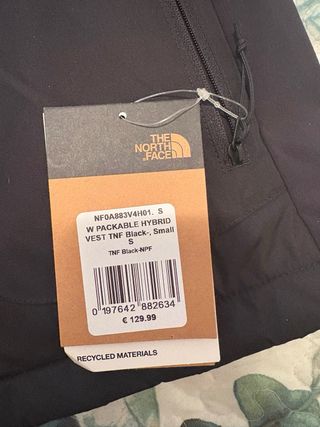 THE
NORTH
FACE
NF0A883V4H01. S
W PACKABLE HYBRID
VEST TNF Black-, Small
S
TNF Black-NPF
0 197642 882634
€ 129.99
RECYCLED MATERIALS